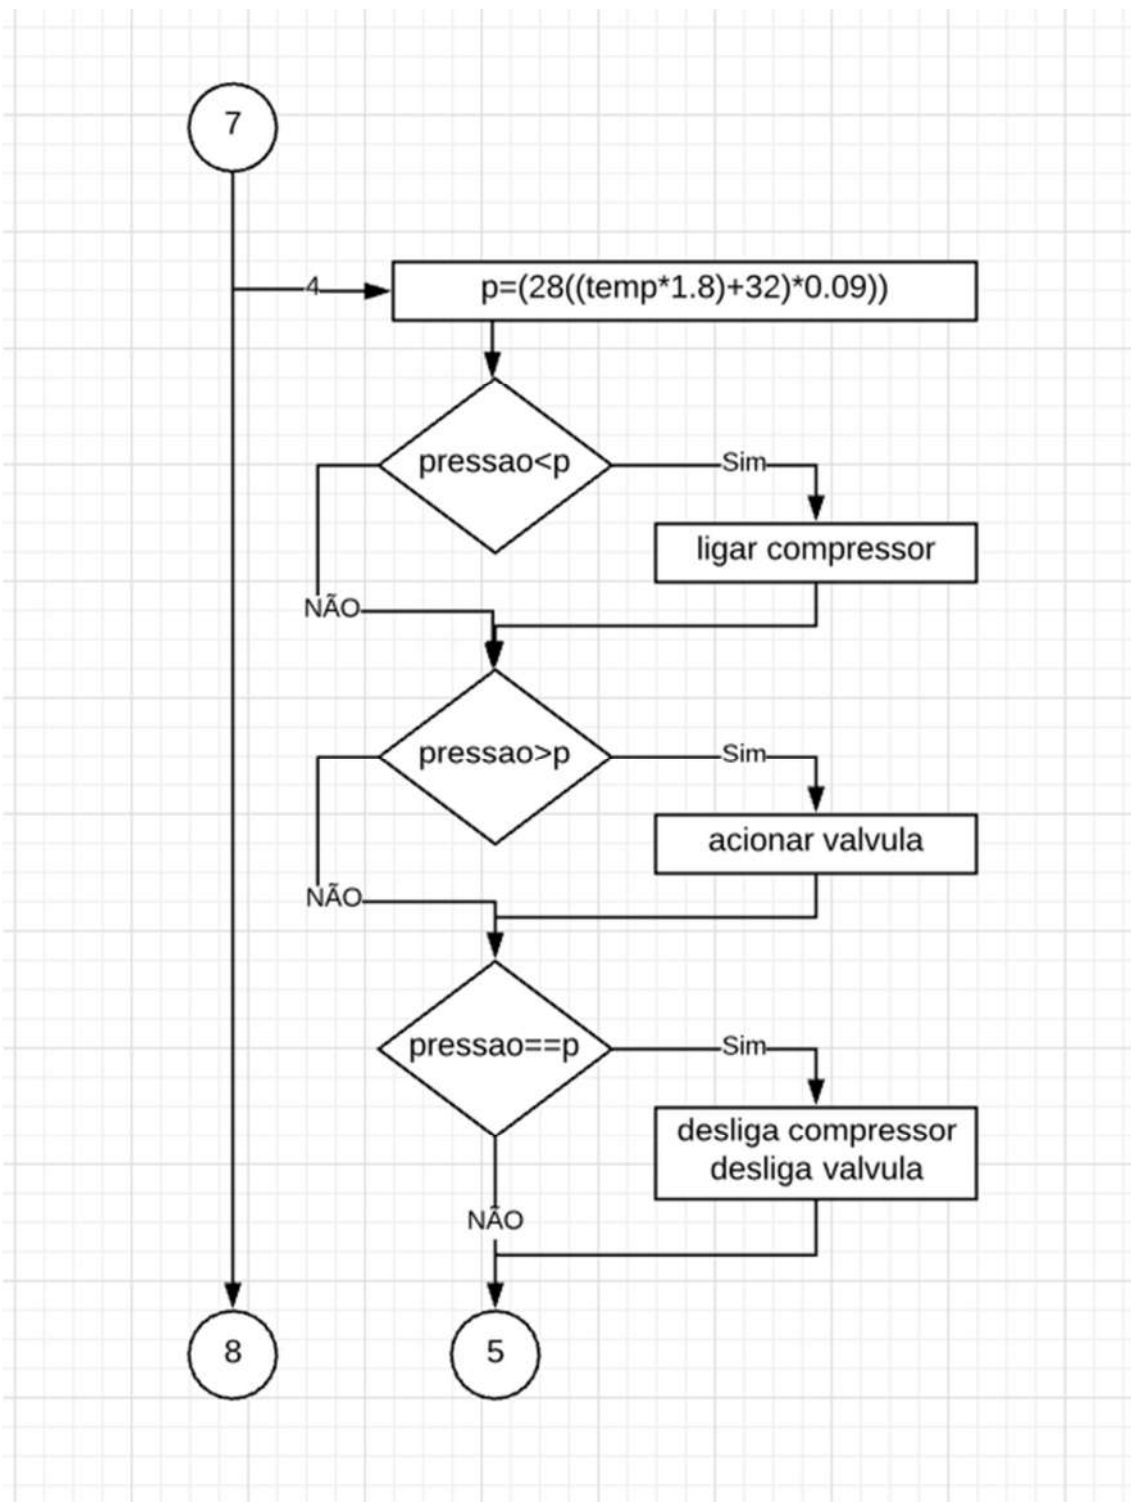 7
4
p=(28((temp*1.8)+32)*0.09))
pressao<p
Sim
ligar compressor
NÃO
pressao>p
Sim
acionar valvula
NÃO
pressao==p
Sim
desliga compressor
desliga valvula
NÃO
8
5